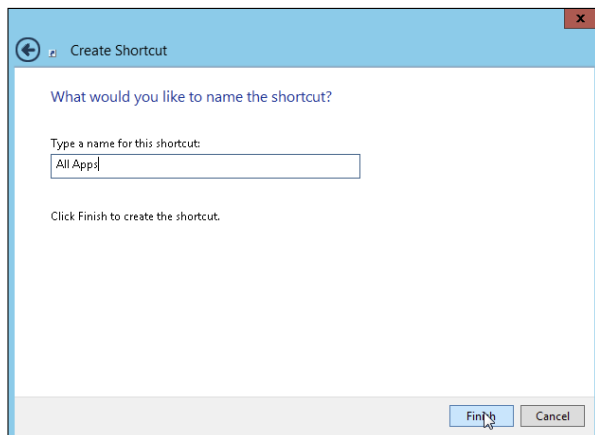 x
Create Shortcut
What would you like to name the shortcut?
Type a name for this shortcut:
All Apps
Click Finish to create the shortcut.
Finish Cancel